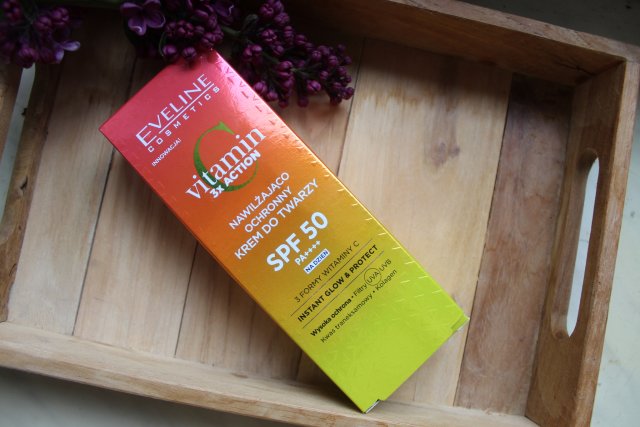 EVELINE
COSMETICS
INNOWACJA!
vitamin C
3X ACTION
NAWILŻAJĄCO
OCHRONNY
KREM DO TWARZY
SPF 50
PA++++
NA DZIEŃ
3 FORMY WITAMINY C
INSTANT GLOW & PROTECT
Wysoka ochrona • Filtry UVA UVB
Kwas traneksamowy • Kolagen